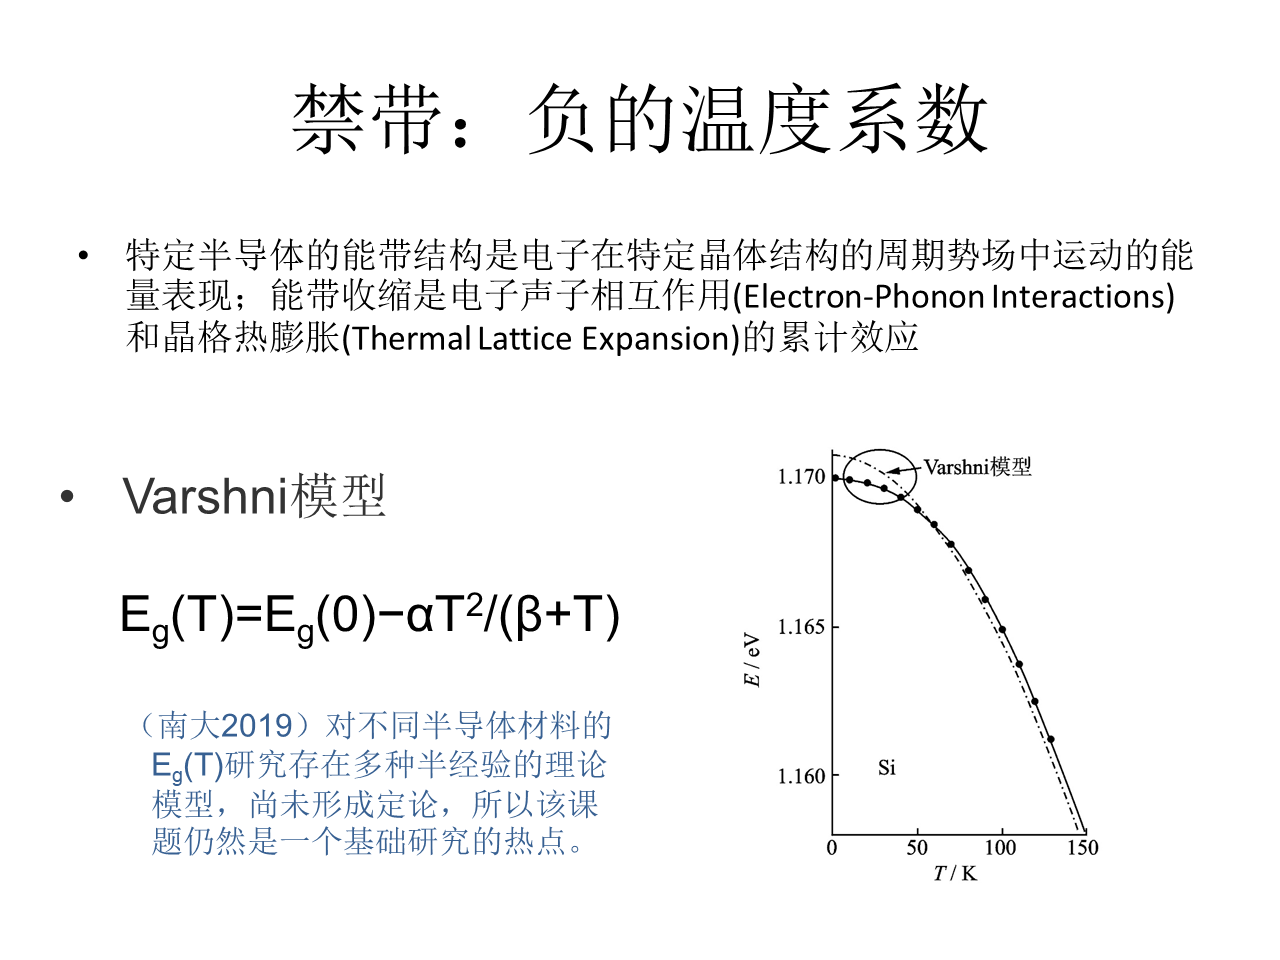 禁带：负的温度系数
• 特定半导体的能带结构是电子在特定晶体结构的周期势场中运动的能
量表现；能带收缩是电子声子相互作用(Electron-Phonon Interactions)
和晶格热膨胀(Thermal Lattice Expansion)的累计效应
• Varshni模型
E_g(T)=E_g(0)−αT²/(β+T)
（南大2019）对不同半导体材料的
E_g(T)研究存在多种半经验的理论
模型，尚未形成定论，所以该课
题仍然是一个基础研究的热点。
Varshni模型
1.170
1.165
E / eV
1.160
Si
0 50 100 150
T / K